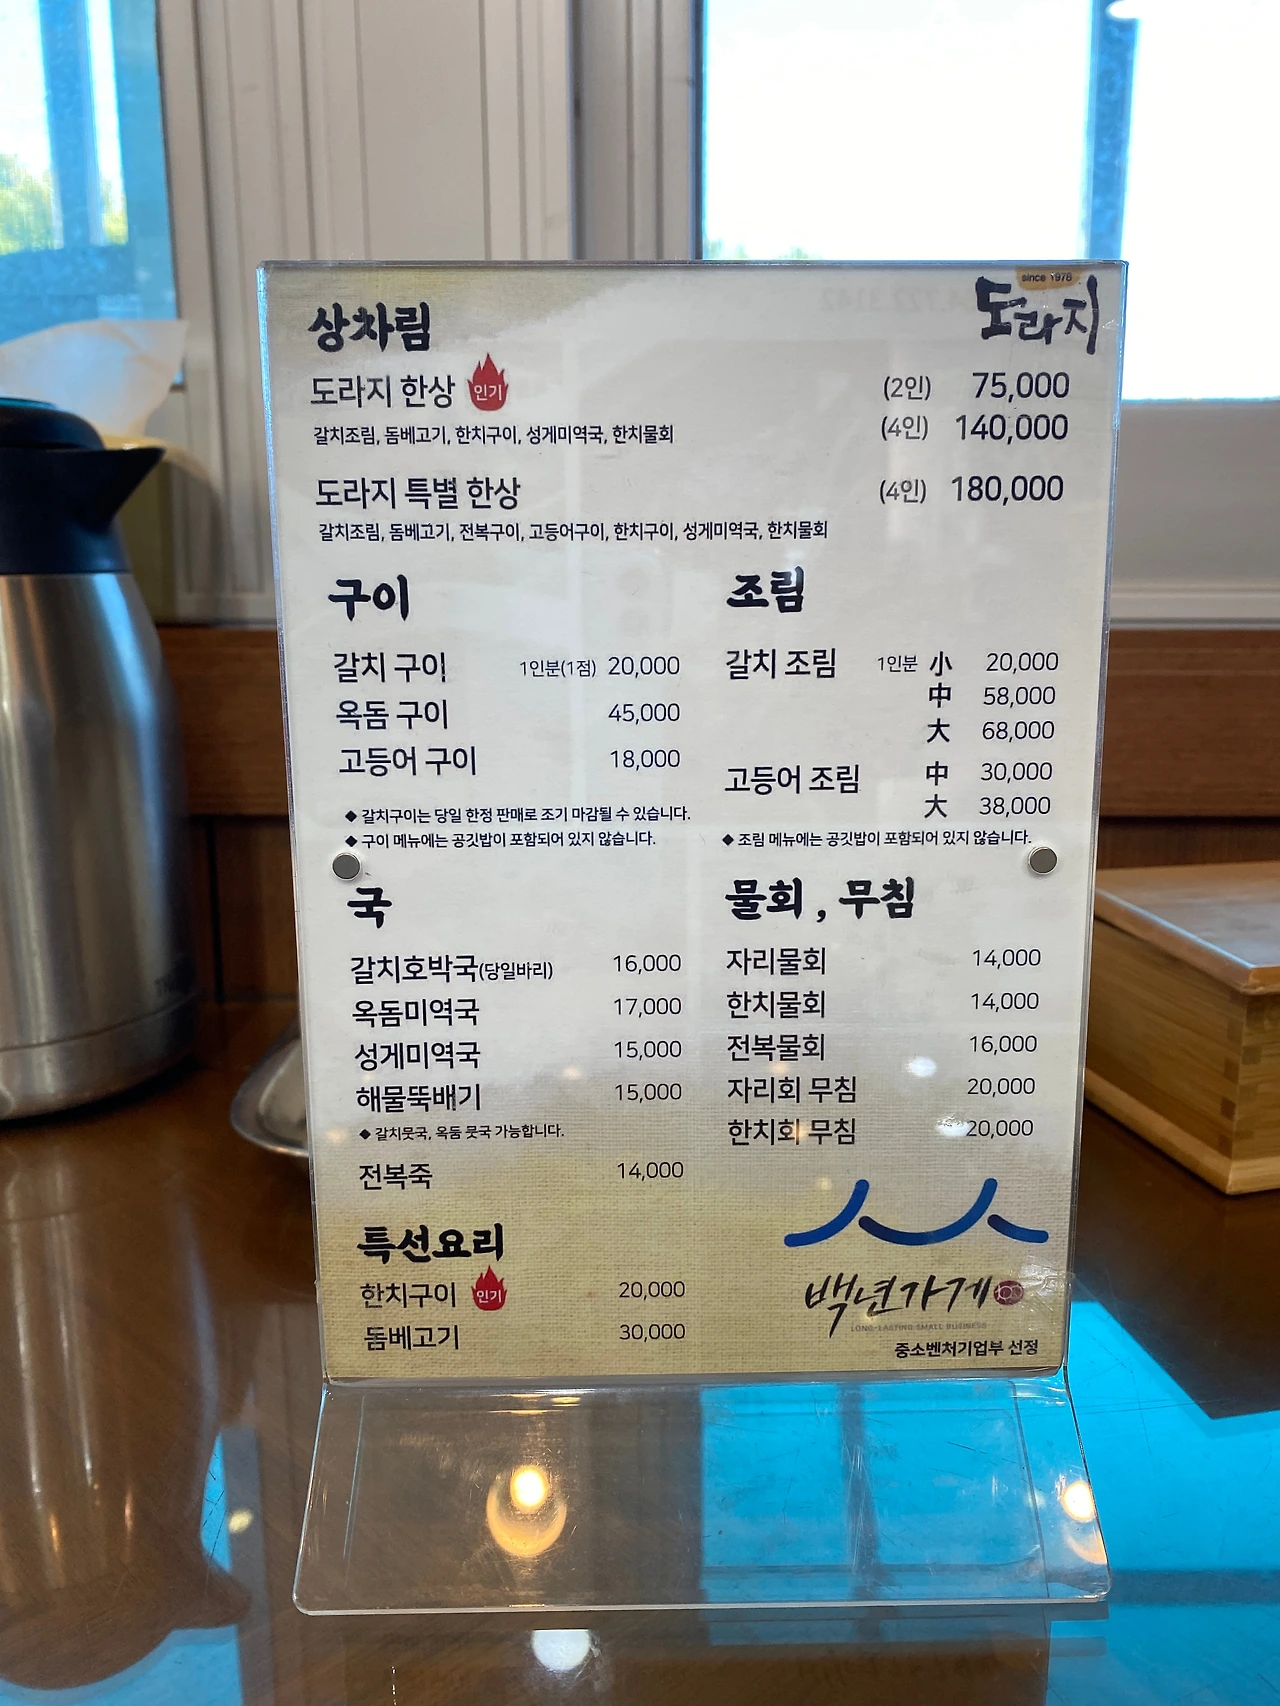 since 1978
도라지
상차림
도라지 한상 인기 (2인) 75,000
갈치조림, 돔베고기, 한치구이, 성게미역국, 한치물회 (4인) 140,000
도라지 특별 한상 (4인) 180,000
갈치조림, 돔베고기, 전복구이, 고등어구이, 한치구이, 성게미역국, 한치물회
구이
갈치 구이 1인분(1점) 20,000
옥돔 구이 45,000
고등어 구이 18,000
◆ 갈치구이는 당일 한정 판매로 조기 마감될 수 있습니다.
◆ 구이 메뉴에는 공깃밥이 포함되어 있지 않습니다.
조림
갈치 조림 1인분 小 20,000
中 58,000
大 68,000
고등어 조림 中 30,000
大 38,000
◆ 조림 메뉴에는 공깃밥이 포함되어 있지 않습니다.
국
갈치호박국(당일바리) 16,000
옥돔미역국 17,000
성게미역국 15,000
해물뚝배기 15,000
◆ 갈치뭇국, 옥돔 뭇국 가능합니다.
전복죽 14,000
특선요리
한치구이 인기 20,000
돔베고기 30,000
물회 , 무침
자리물회 14,000
한치물회 14,000
전복물회 16,000
자리회 무침 20,000
한치회 무침 20,000
백년가게
LONG-LASTING SMALL BUSINESS
중소벤처기업부 선정